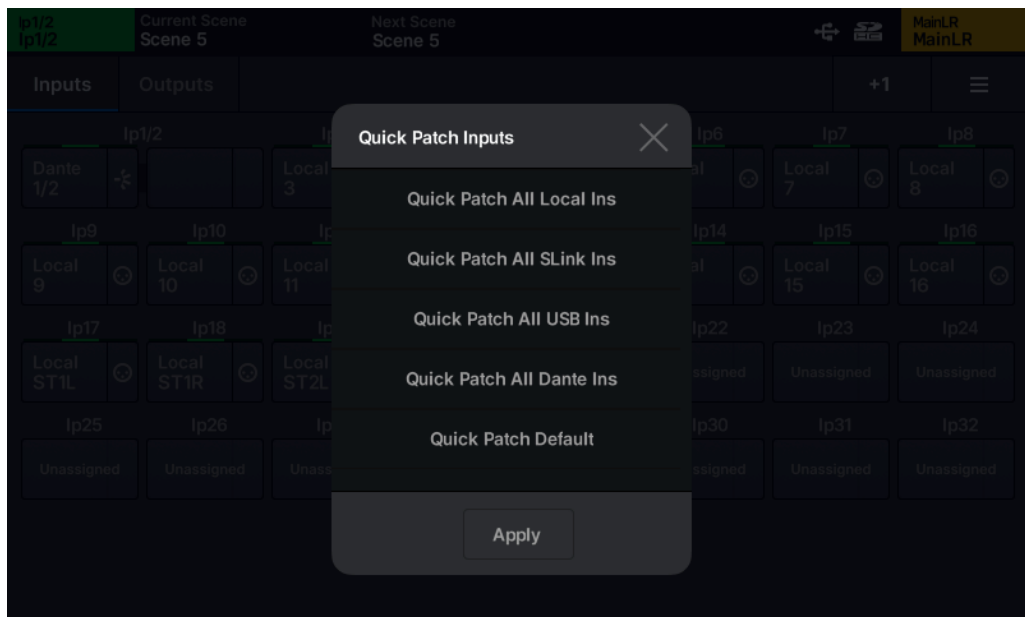 Ip1/2
Ip1/2
Current Scene
Scene 5
Next Scene
Scene 5
MainLR
MainLR
Inputs
Outputs
+1
Quick Patch Inputs
Quick Patch All Local Ins
Quick Patch All SLink Ins
Quick Patch All USB Ins
Quick Patch All Dante Ins
Quick Patch Default
Apply
Ip1/2
Ip6
Ip7
Ip8
Dante
1/2
Local
3
Local
7
Local
8
Ip9
Ip10
Ip14
Ip15
Ip16
Local
9
Local
10
Local
11
Local
15
Local
16
Ip17
Ip18
Ip22
Ip23
Ip24
Local
ST1L
Local
ST1R
Local
ST2L
Unassigned
Unassigned
Ip25
Ip26
Ip30
Ip31
Ip32
Unassigned
Unassigned
Unassigned
Unassigned